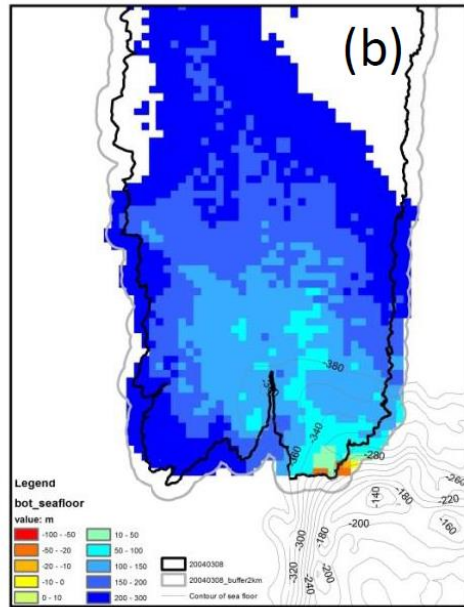 (b)
-380
-360
-340
-280
-260
-140
-180
-220
-200
-160
-300
-180
-320
-240
-200
Legend
bot_seafloor
value: m
-100 - -50
-50 - -20
-20 - -10
-10 - 0
0 - 10
10 - 50
50 - 100
100 - 150
150 - 200
200 - 300
20040308
20040308_buffer2km
Contour of sea floor